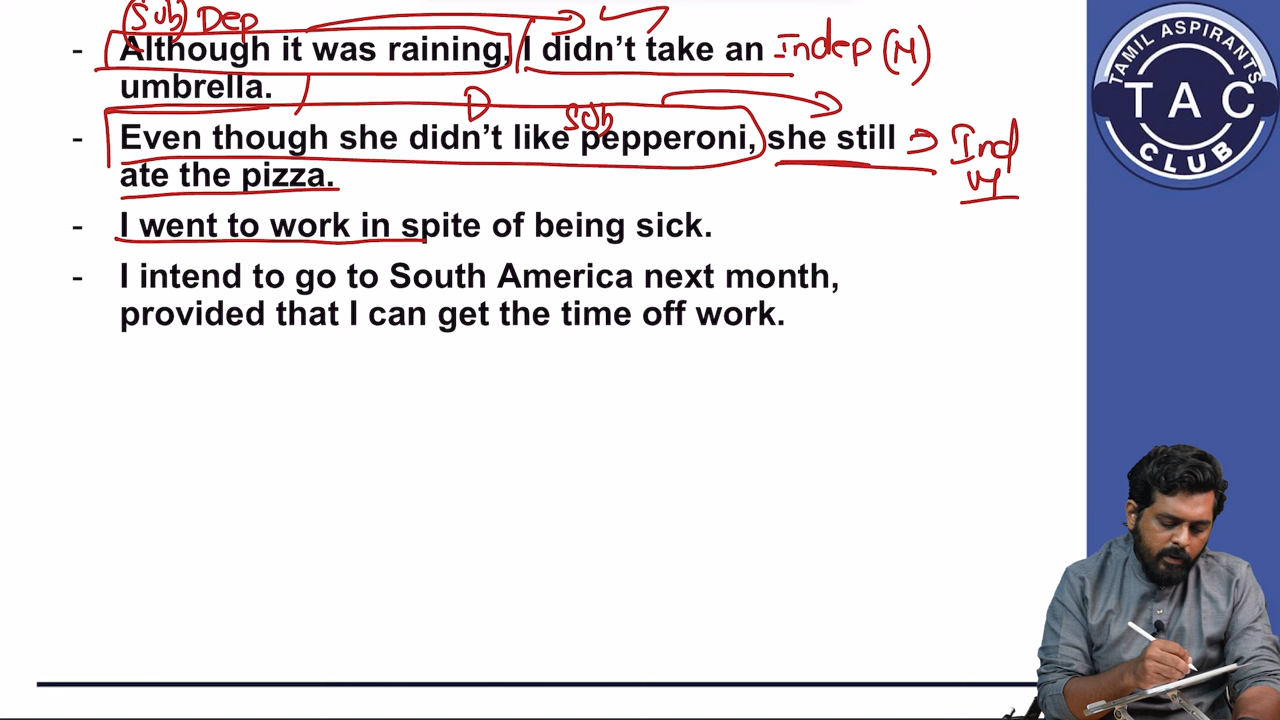 (Sub) Dep
- Although it was raining, I didn't take an Indep (M)
umbrella.
D Sub
- Even though she didn't like pepperoni, she still Ind
ate the pizza.
- I went to work in spite of being sick.
- I intend to go to South America next month,
provided that I can get the time off work.
TAMIL ASPIRANTS
TAC
CLUB